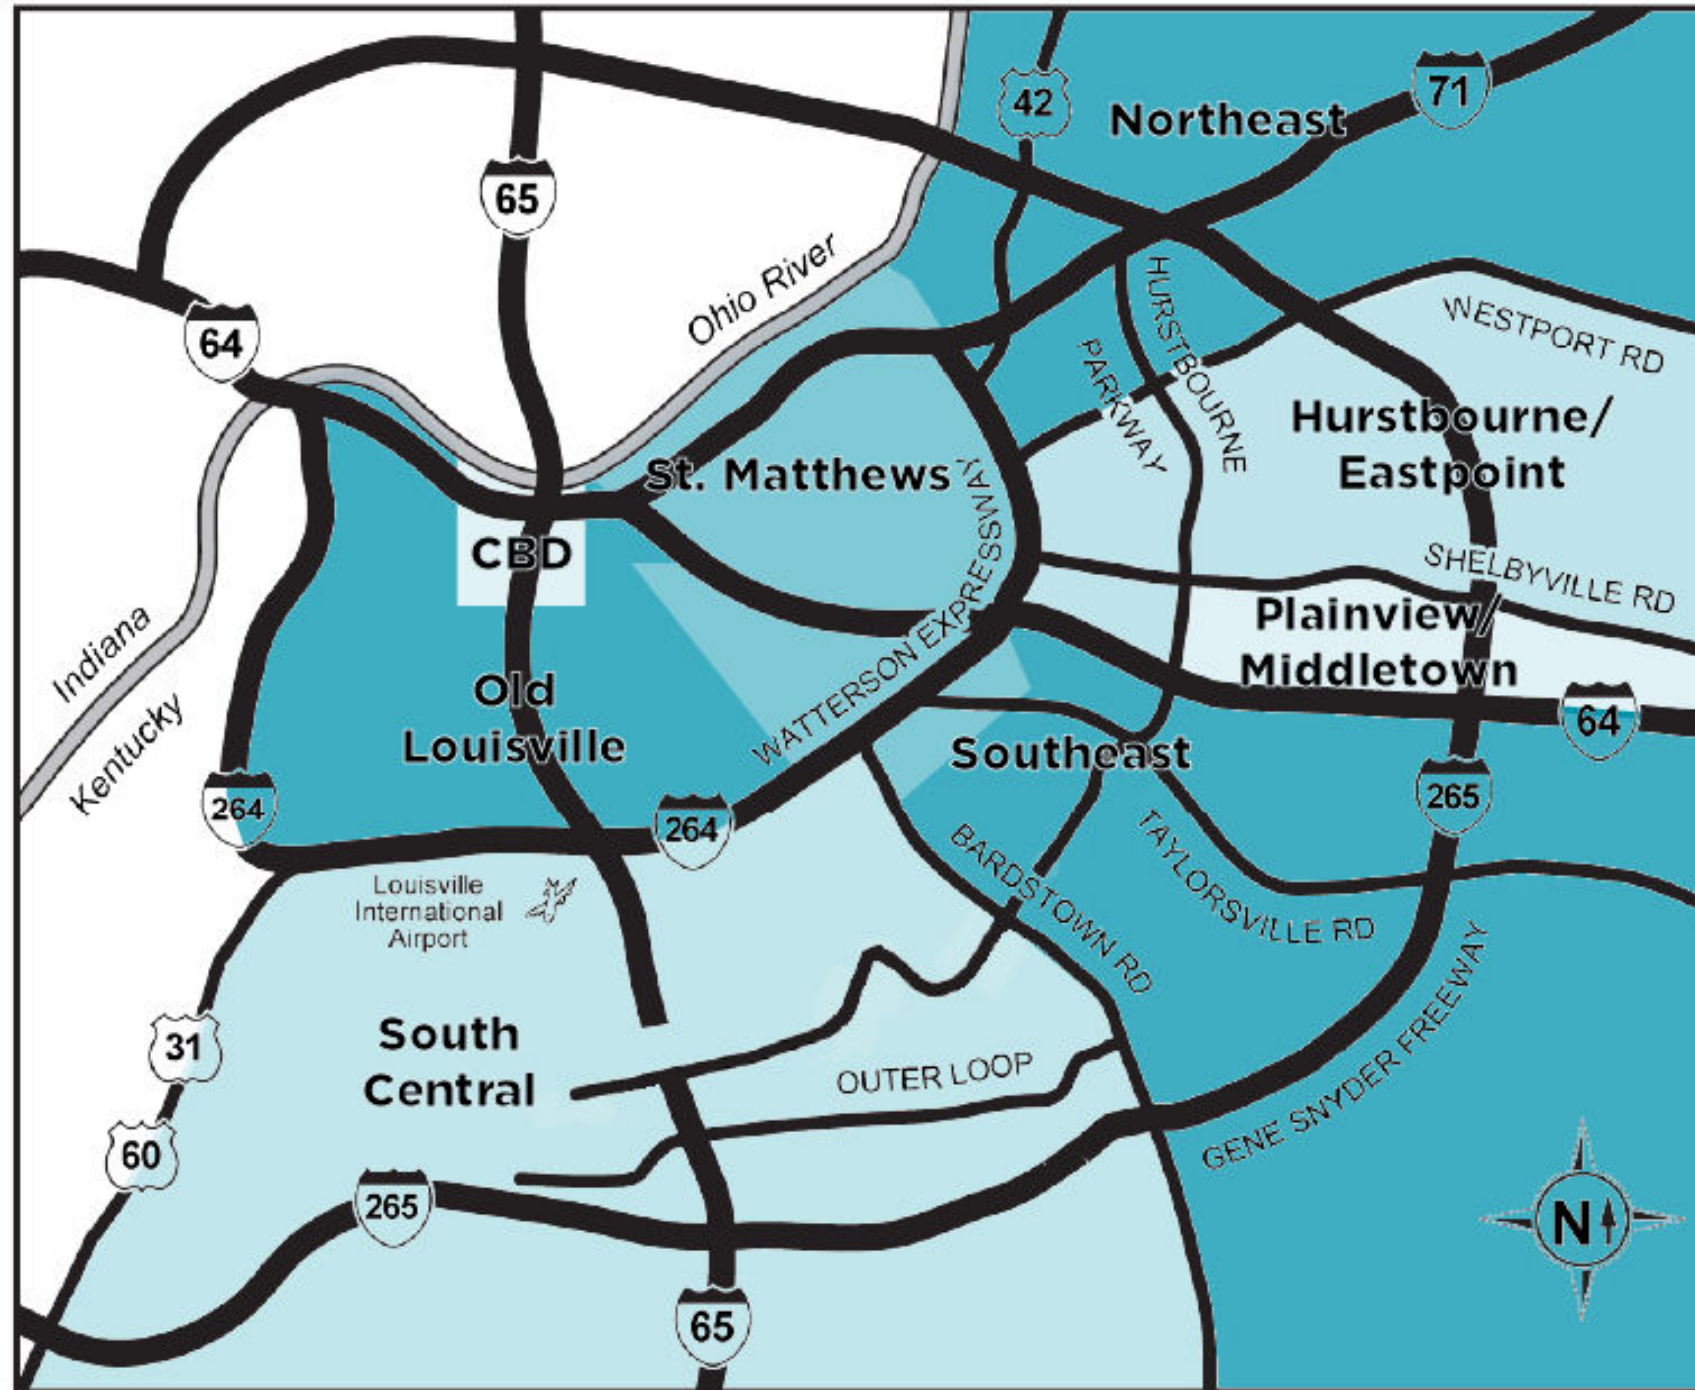 42
71
Northeast
65
Ohio River
HURSTBOURNE
PARKWAY
WESTPORT RD
64
Hurstbourne/
Eastpoint
St. Matthews
WATTERSON EXPRESSWAY
CBD
SHELBYVILLE RD
Plainview/
Middletown
Indiana
Kentucky
Old
Louisville
64
Southeast
264
264
265
BARDSTOWN RD
TAYLORSVILLE RD
Louisville
International
Airport
South
Central
31
OUTER LOOP
GENE SNYDER FREEWAY
60
265
N
65